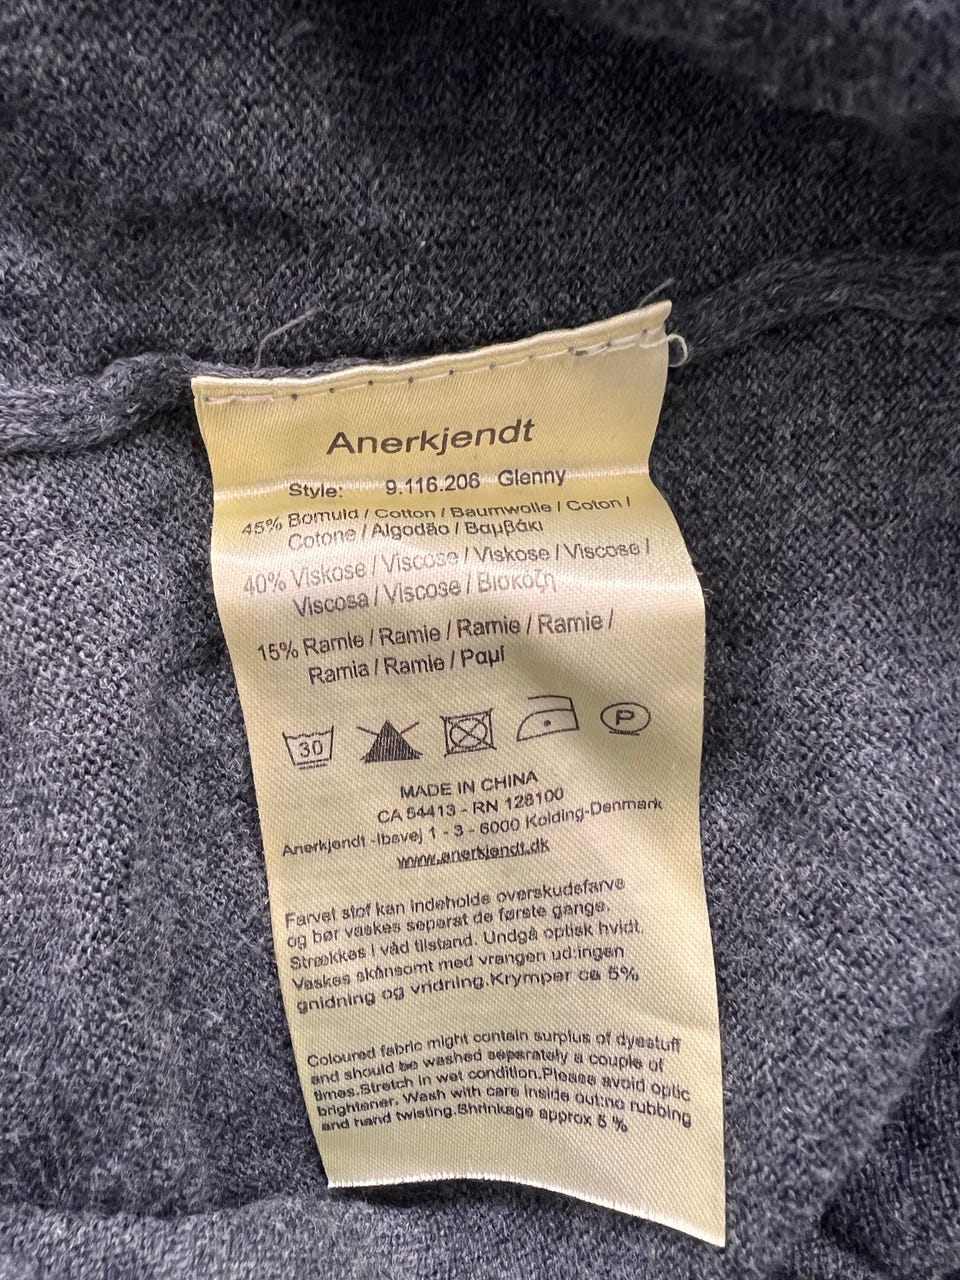 Anerkjendt
Style: 9.116.206 Glenny
45% Bomuld / Cotton / Baumwolle / Coton /
Cotone / Algodão / Βαμβάκι
40% Viskose / Viscose / Viskose / Viscose /
Viscosa / Viscose / Βισκόζη
15% Ramie / Ramie / Ramie / Ramie /
Ramia / Ramie / Ραμί
30
P
MADE IN CHINA
CA 54413 - RN 128100
Anerkjendt -Ibsvej 1 - 3 - 6000 Kolding-Denmark
www.anerkjendt.dk
Farvet stof kan indeholde overskudsfarve
og bør vaskes separat de første gange.
Strækkes i våd tilstand. Undgå optisk hvidt.
Vaskes skånsomt med vrangen ud:ingen
gnidning og vridning.Krymper ca 5%
Coloured fabric might contain surplus of dyestuff
and should be washed separately a couple of
times.Stretch in wet condition.Please avoid optic
brightener. Wash with care inside out:no rubbing
and hand twisting.Shrinkage approx 5 %